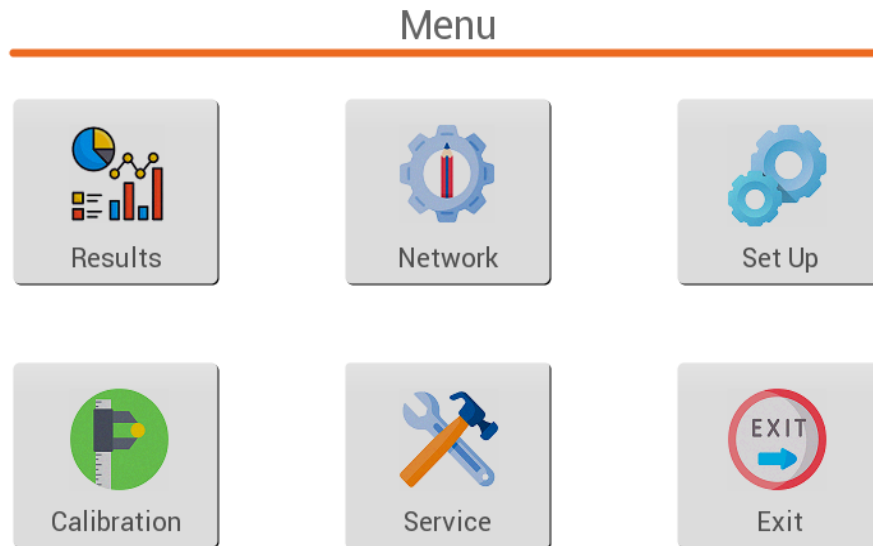 Menu
Results
Network
Set Up
Calibration
Service
EXIT
Exit